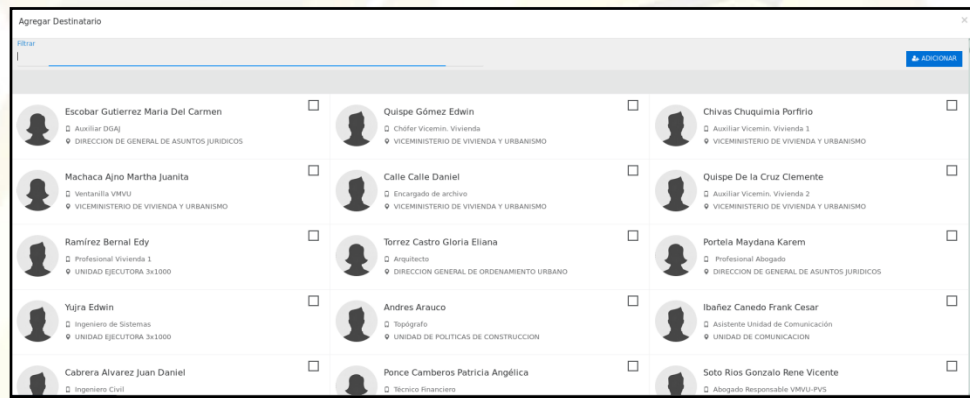 Agregar Destinatario
×
Filtrar
ADICIONAR
Escobar Gutierrez Maria Del Carmen
Auxiliar DGAJ
DIRECCION DE GENERAL DE ASUNTOS JURIDICOS
Quispe Gómez Edwin
Chófer Vicemin. Vivienda
VICEMINISTERIO DE VIVIENDA Y URBANISMO
Chivas Chuquimia Porfirio
Auxiliar Vicemin. Vivienda 1
VICEMINISTERIO DE VIVIENDA Y URBANISMO
Machaca Ajno Martha Juanita
Ventanilla VMVU
VICEMINISTERIO DE VIVIENDA Y URBANISMO
Calle Calle Daniel
Encargado de archivo
VICEMINISTERIO DE VIVIENDA Y URBANISMO
Quispe De la Cruz Clemente
Auxiliar Vicemin. Vivienda 2
VICEMINISTERIO DE VIVIENDA Y URBANISMO
Ramírez Bernal Edy
Profesional Vivienda 1
UNIDAD EJECUTORA 3x1000
Torrez Castro Gloria Eliana
Arquitecto
DIRECCION GENERAL DE ORDENAMIENTO URBANO
Portela Maydana Karem
Profesional Abogado
DIRECCION DE GENERAL DE ASUNTOS JURIDICOS
Yujra Edwin
Ingeniero de Sistemas
UNIDAD EJECUTORA 3x1000
Andres Arauco
Topógrafo
UNIDAD DE POLITICAS DE CONSTRUCCION
Ibañez Canedo Frank Cesar
Asistente Unidad de Comunicación
UNIDAD DE COMUNICACION
Cabrera Alvarez Juan Daniel
Ingeniero Civil
Ponce Camberos Patricia Angélica
Técnico Financiero
Soto Rios Gonzalo Rene Vicente
Abogado Responsable VMVU-PVS